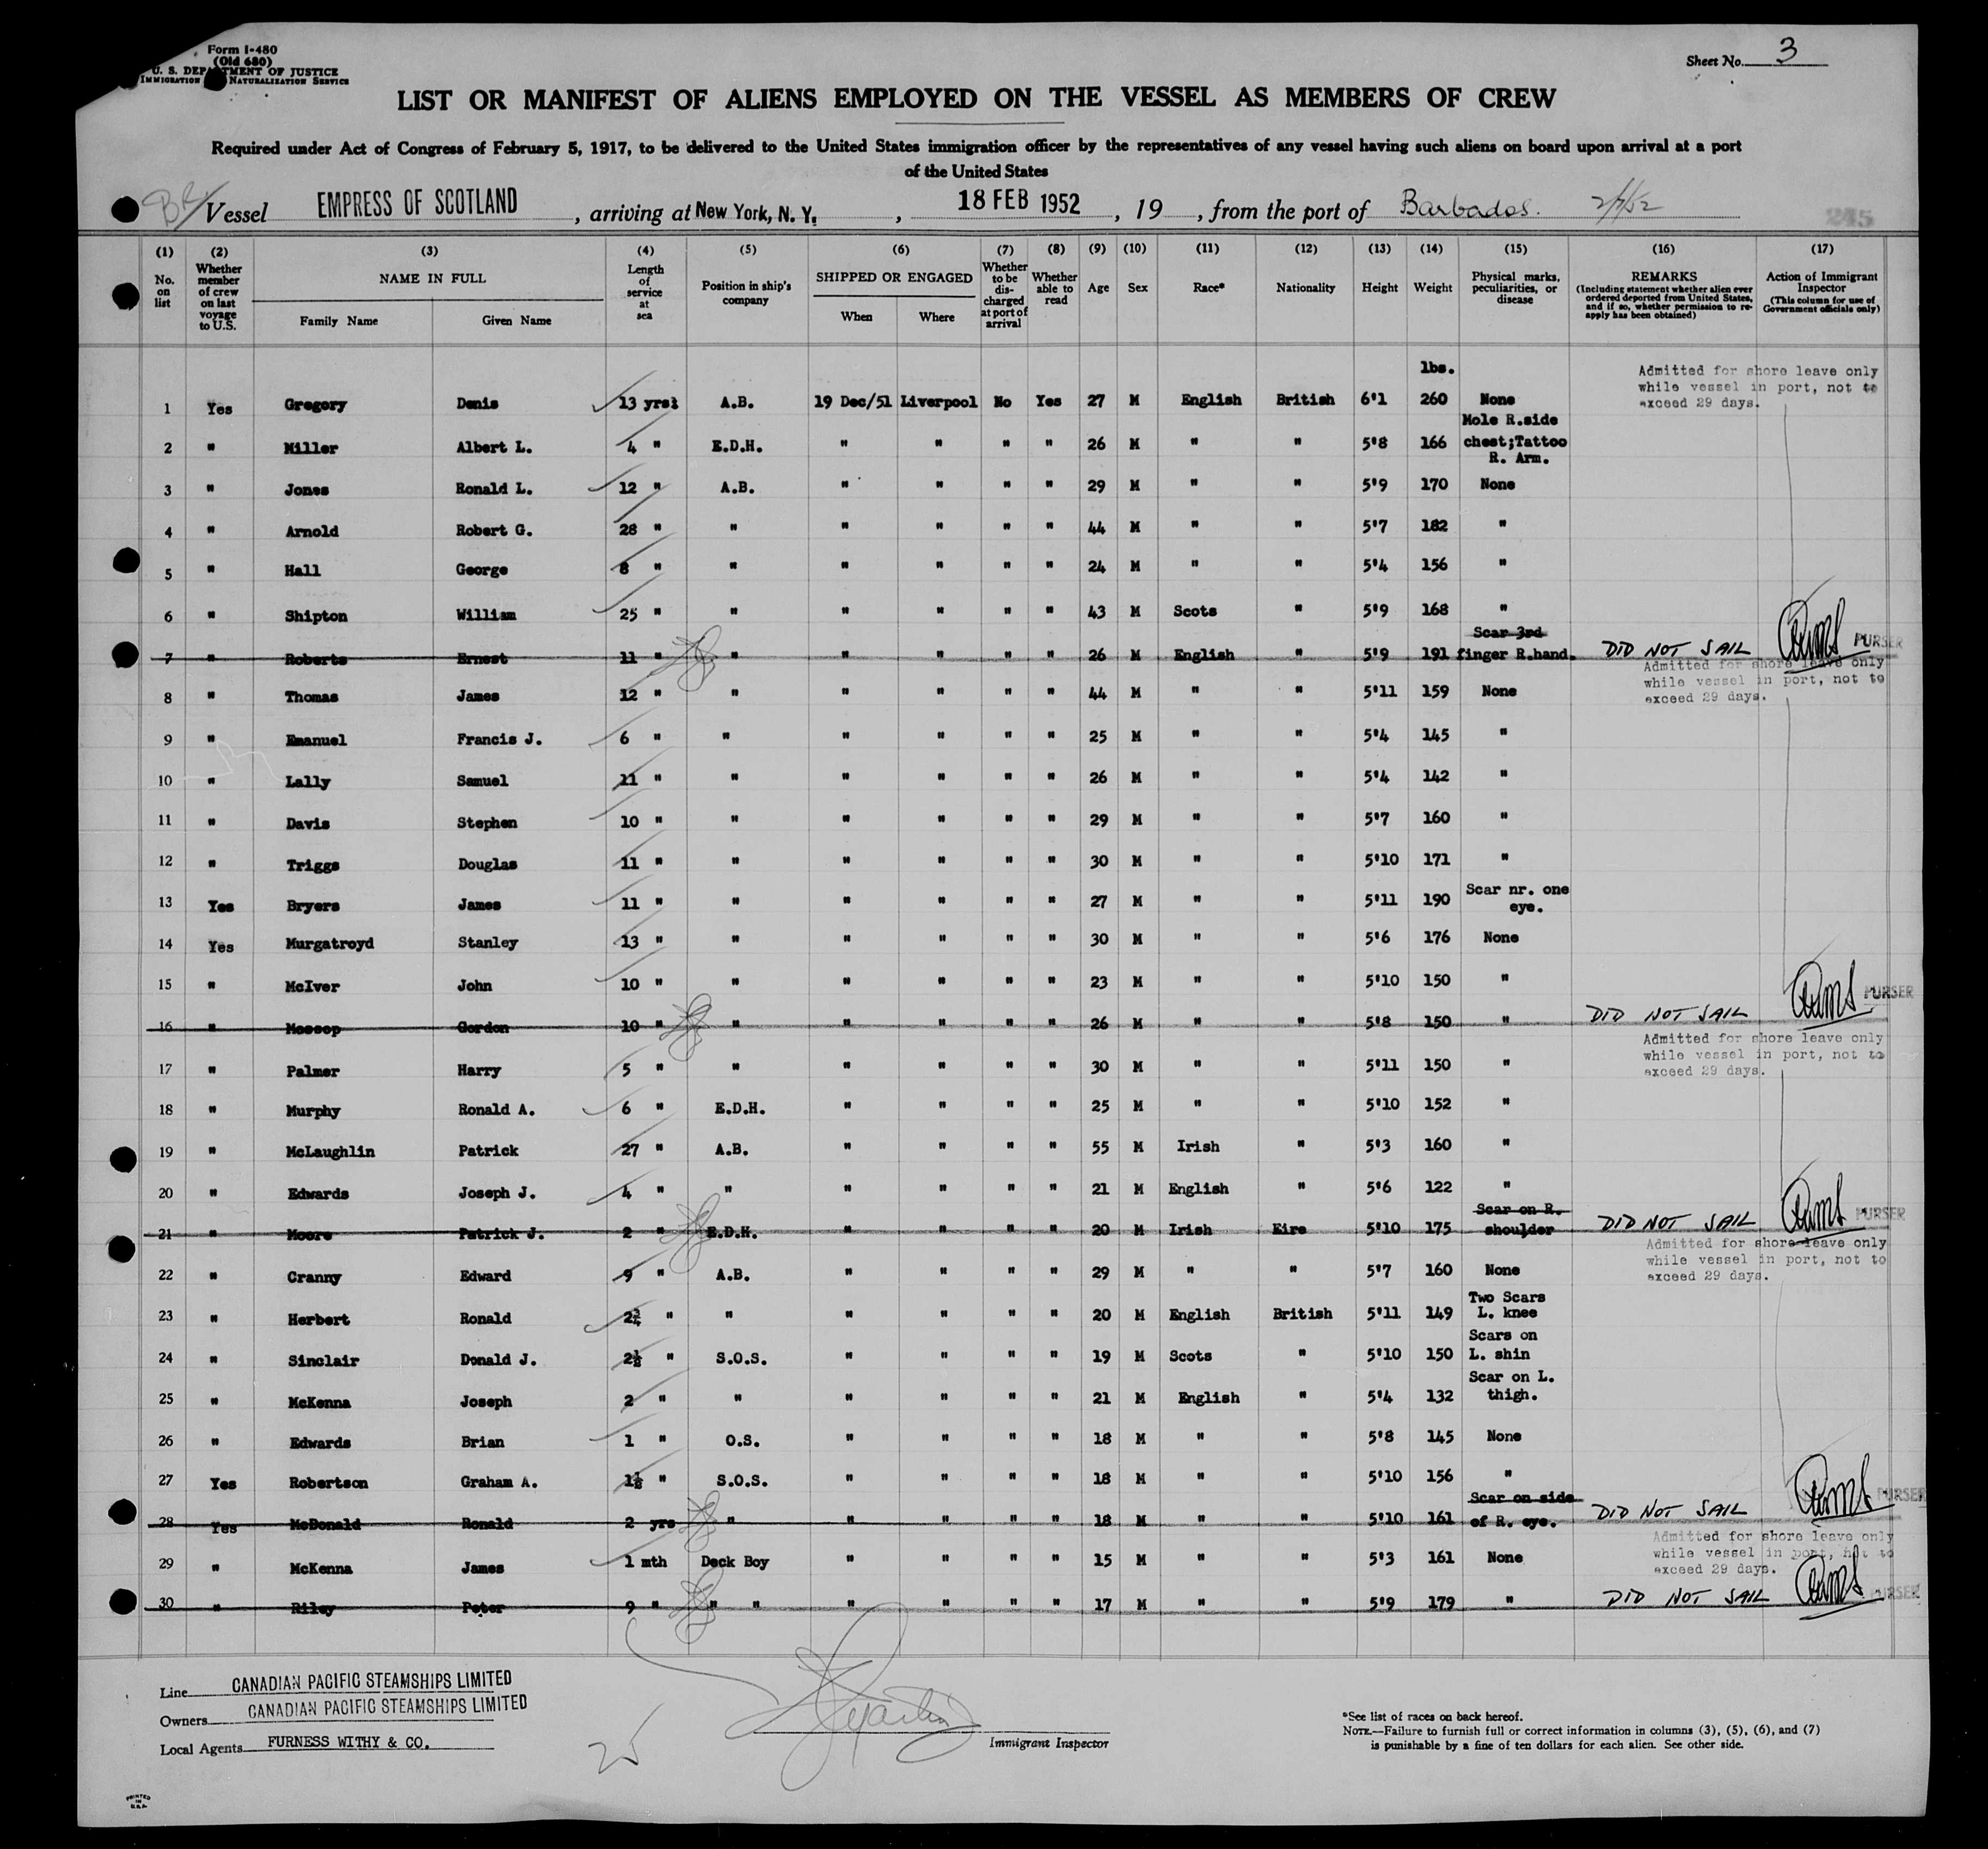 Form I-480
(Old 680)
U. S. DEPARTMENT OF JUSTICE
IMMIGRATION NATURALIZATION SERVICE
Sheet No. 3
LIST OR MANIFEST OF ALIENS EMPLOYED ON THE VESSEL AS MEMBERS OF CREW
Required under Act of Congress of February 5, 1917, to be delivered to the United States immigration officer by the representatives of any vessel having such aliens on board upon arrival at a port
of the United States
Vessel EMPRESS OF SCOTLAND, arriving at New York, N. Y., 18 FEB 1952, 19, from the port of Barbados.
245
(1) No. on list
(2) Whether member of crew on last voyage to U.S.
(3) NAME IN FULL Family Name Given Name
(4) Length of service at sea
(5) Position in ship's company
(6) SHIPPED OR ENGAGED When Where
(7) Whether to be discharged at port of arrival
(8) Whether able to read
(9) Age
(10) Sex
(11) Race*
(12) Nationality
(13) Height
(14) Weight
(15) Physical marks, peculiarities, or disease
(16) REMARKS (Including statement whether alien ever ordered deported from United States, and if so, whether permission to re-apply has been obtained)
(17) Action of Immigrant Inspector (This column for use of Government officials only)
lbs.
Admitted for shore leave only
while vessel in port, not to
exceed 29 days.
1 Yes Gregory Denis 13 yrs A.B. 19 Dec/51 Liverpool No Yes 27 M English British 6'1 260 None
2 " Miller Albert L. 4 " E.D.H. " " " " 26 M " " 5'8 166 Mole R.side chest;Tattoo R. Arm.
3 " Jones Ronald L. 12 " A.B. " " " " 29 M " " 5'9 170 None
4 " Arnold Robert G. 28 " " " " " " 44 M " " 5'7 182 "
5 " Hall George 8 " " " " " " 24 M " " 5'4 156 "
6 " Shipton William 25 " " " " " " 43 M Scots " 5'9 168 "
7 " Roberts Ernest 11 " " " " " " 26 M English " 5'9 191 Scar 3rd finger R.hand. DID NOT SAIL PURSER
Admitted for shore leave only
while vessel in port, not to
exceed 29 days.
8 " Thomas James 12 " " " " " " 44 M " " 5'11 159 None
9 " Emanuel Francis J. 6 " " " " " " 25 M " " 5'4 145 "
10 " Lally Samuel 11 " " " " " " 26 M " " 5'4 142 "
11 " Davis Stephen 10 " " " " " " 29 M " " 5'7 160 "
12 " Triggs Douglas 11 " " " " " " 30 M " " 5'10 171 "
13 Yes Bryers James 11 " " " " " " 27 M " " 5'11 190 Scar nr. one eye.
14 Yes Murgatroyd Stanley 13 " " " " " " 30 M " " 5'6 176 None
15 " McIver John 10 " " " " " " 23 M " " 5'10 150 "
16 " Mossop Gordon 10 " " " " " " 26 M " " 5'8 150 " DID NOT SAIL PURSER
Admitted for shore leave only
while vessel in port, not to
exceed 29 days.
17 " Palmer Harry 5 " " " " " " 30 M " " 5'11 150 "
18 " Murphy Ronald A. 6 " E.D.H. " " " " 25 M " " 5'10 152 "
19 " McLaughlin Patrick 27 " A.B. " " " " 55 M Irish " 5'3 160 "
20 " Edwards Joseph J. 4 " " " " " " 21 M English " 5'6 122 "
21 " Moore Patrick J. 2 " E.D.H. " " " " 20 M Irish Eire 5'10 175 Scar on R. shoulder DID NOT SAIL PURSER
Admitted for shore leave only
while vessel in port, not to
exceed 29 days.
22 " Cranny Edward 9 " A.B. " " " " 29 M " " 5'7 160 None
23 " Herbert Ronald 2¾ " " " " " " 20 M English British 5'11 149 Two Scars L. knee
24 " Sinclair Donald J. 2½ " S.O.S. " " " " 19 M Scots " 5'10 150 Scars on L. shin
25 " McKenna Joseph 2 " " " " " " 21 M English " 5'4 132 Scar on L. thigh.
26 " Edwards Brian 1 " O.S. " " " " 18 M " " 5'8 145 None
27 Yes Robertson Graham A. 1½ " S.O.S. " " " " 18 M " " 5'10 156 "
28 Yes McDonald Ronald 2 yrs " " " " " 18 M " " 5'10 161 Scar on side of R. eye. DID NOT SAIL PURSER
Admitted for shore leave only
while vessel in port, not to
exceed 29 days.
29 " McKenna James 1 mth Deck Boy " " " " 15 M " " 5'3 161 None
30 " Riley Peter 9 " " " " " " " 17 M " " 5'9 179 " DID NOT SAIL PURSER
Line CANADIAN PACIFIC STEAMSHIPS LIMITED
Owners CANADIAN PACIFIC STEAMSHIPS LIMITED
Local Agents FURNESS WITHY & CO.
25
Immigrant Inspector
*See list of races on back hereof.
NOTE.—Failure to furnish full or correct information in columns (3), (5), (6), and (7)
is punishable by a fine of ten dollars for each alien. See other side.
PRINTED
IN
U.S.A.